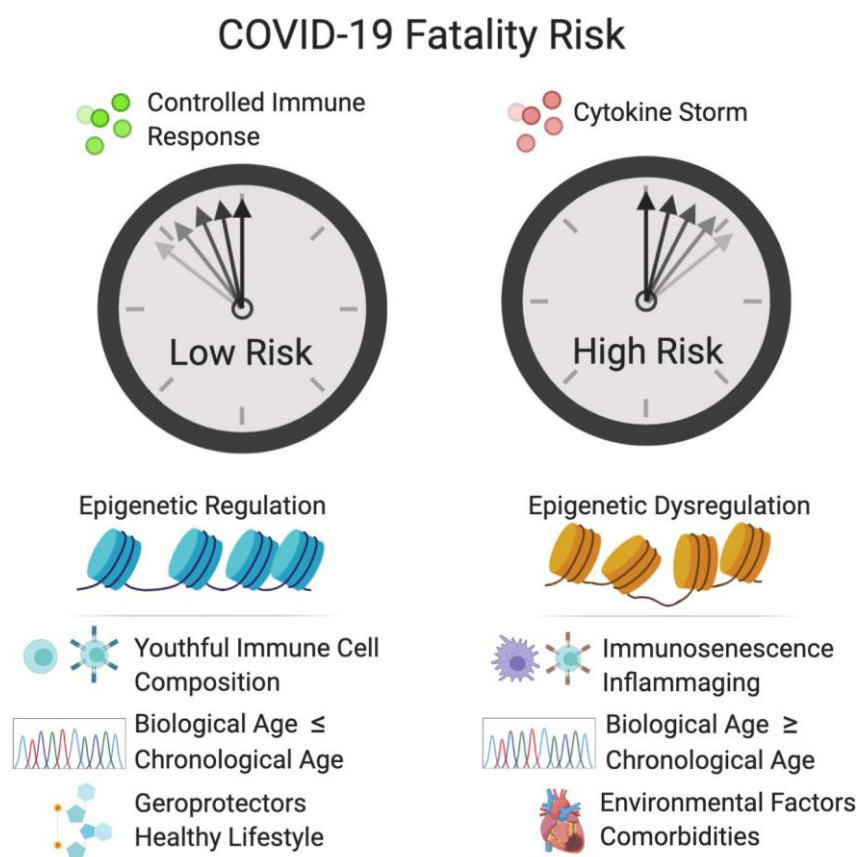 COVID-19 Fatality Risk
Controlled Immune
Response
Low Risk
Epigenetic Regulation
Youthful Immune Cell
Composition
Biological Age ≤
Chronological Age
Geroprotectors
Healthy Lifestyle
Cytokine Storm
High Risk
Epigenetic Dysregulation
Immunosenescence
Inflammaging
Biological Age ≥
Chronological Age
Environmental Factors
Comorbidities